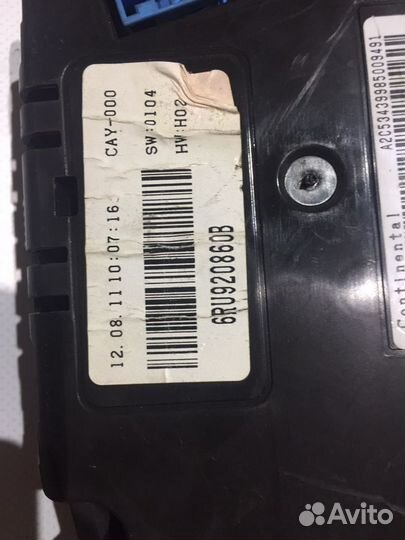 12.08.11 10:07:16 CAY-000
SW:0104
HW:H02
6RU920860B
A2C53439985009491
Continental
Avito